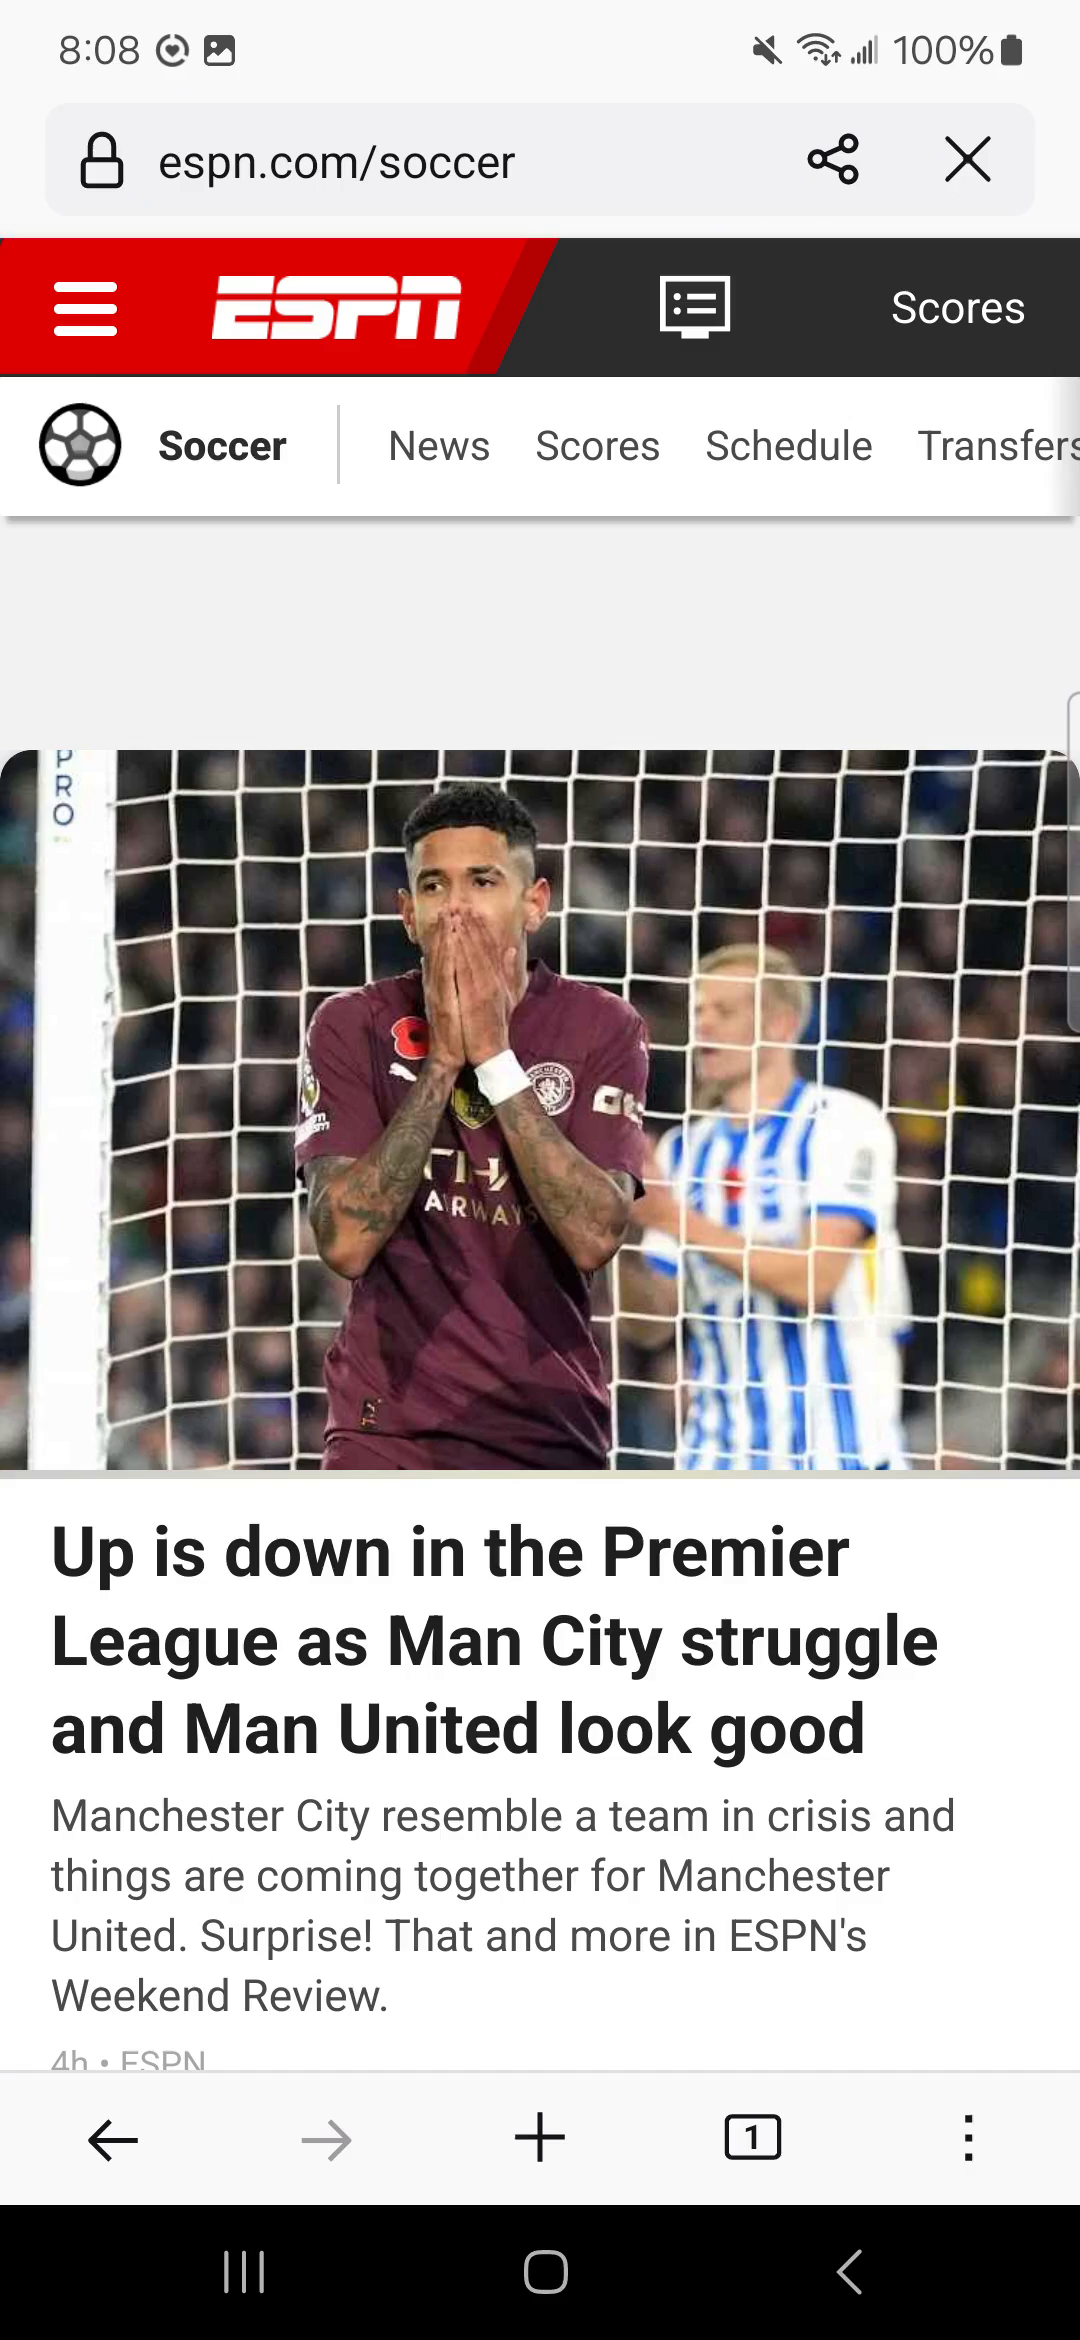 8:08
100%
espn.com/soccer
ESPN
Scores
Soccer
News Scores Schedule Transfers
PRO
AIRWAYS
Up is down in the Premier
League as Man City struggle
and Man United look good
Manchester City resemble a team in crisis and
things are coming together for Manchester
United. Surprise! That and more in ESPN's
Weekend Review.
4h • ESPN
1